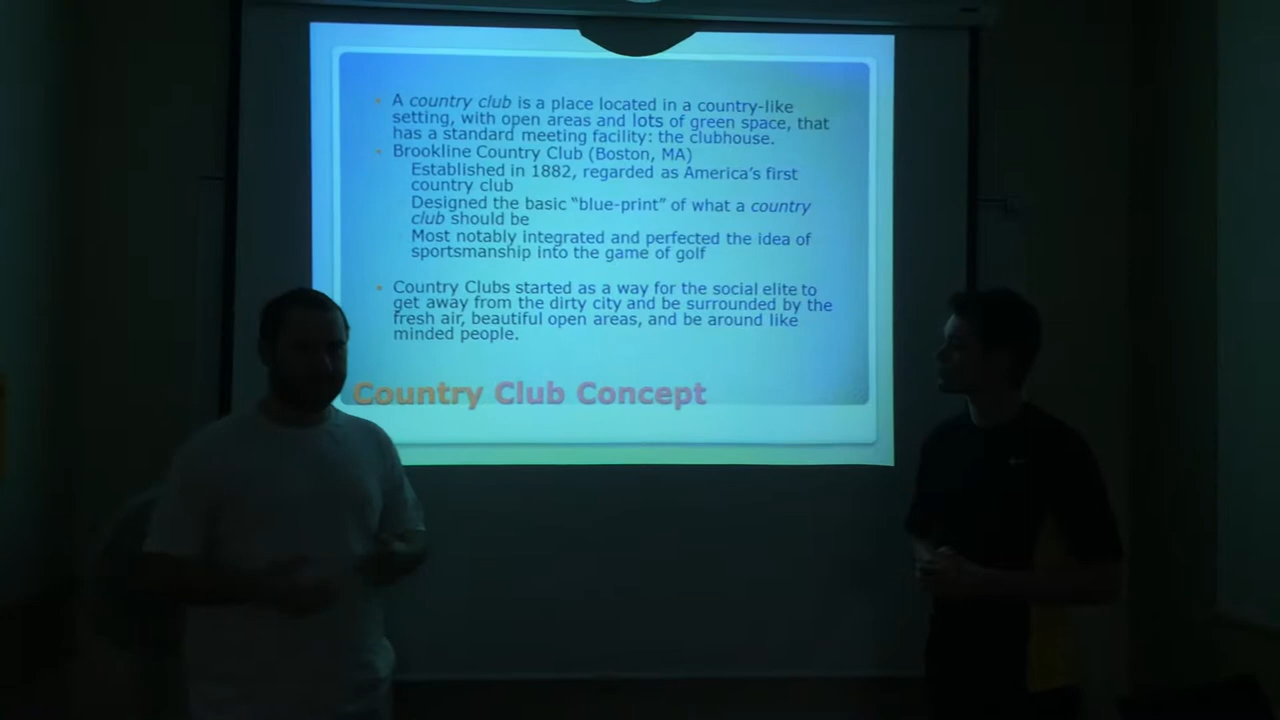 A country club is a place located in a country-like
setting, with open areas and lots of green space, that
has a standard meeting facility: the clubhouse.
Brookline Country Club (Boston, MA)
Established in 1882, regarded as America's first
country club
Designed the basic "blue-print" of what a country
club should be
Most notably integrated and perfected the idea of
sportsmanship into the game of golf
Country Clubs started as a way for the social elite to
get away from the dirty city and be surrounded by the
fresh air, beautiful open areas, and be around like
minded people.
Country Club Concept